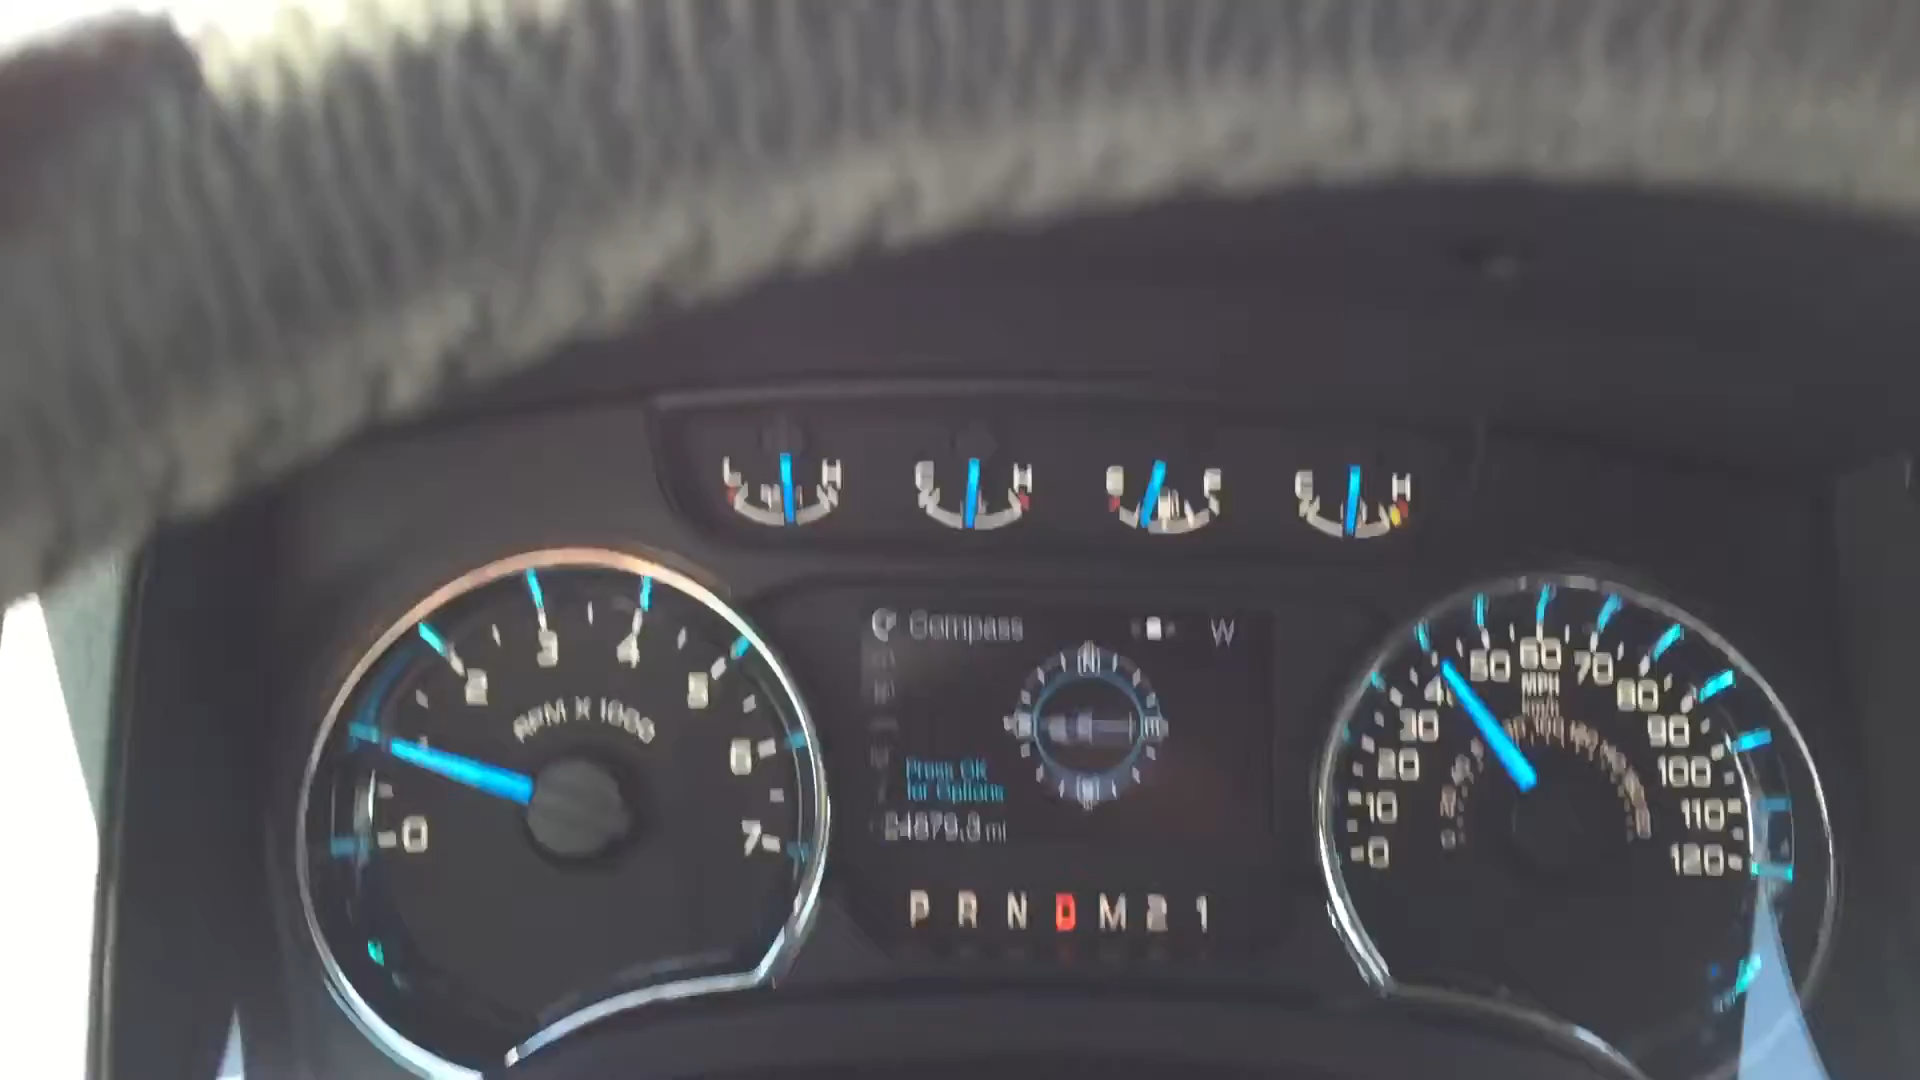 L H
C H
E F
C H
Compass W
N
E
Press OK
for Options
24879.3 mi
P R N D M 2 1
0
2
3
4
5
6
7
RPM X 1000
0
10
20
30
50
60
70
80
90
100
110
120
MPH
km/h